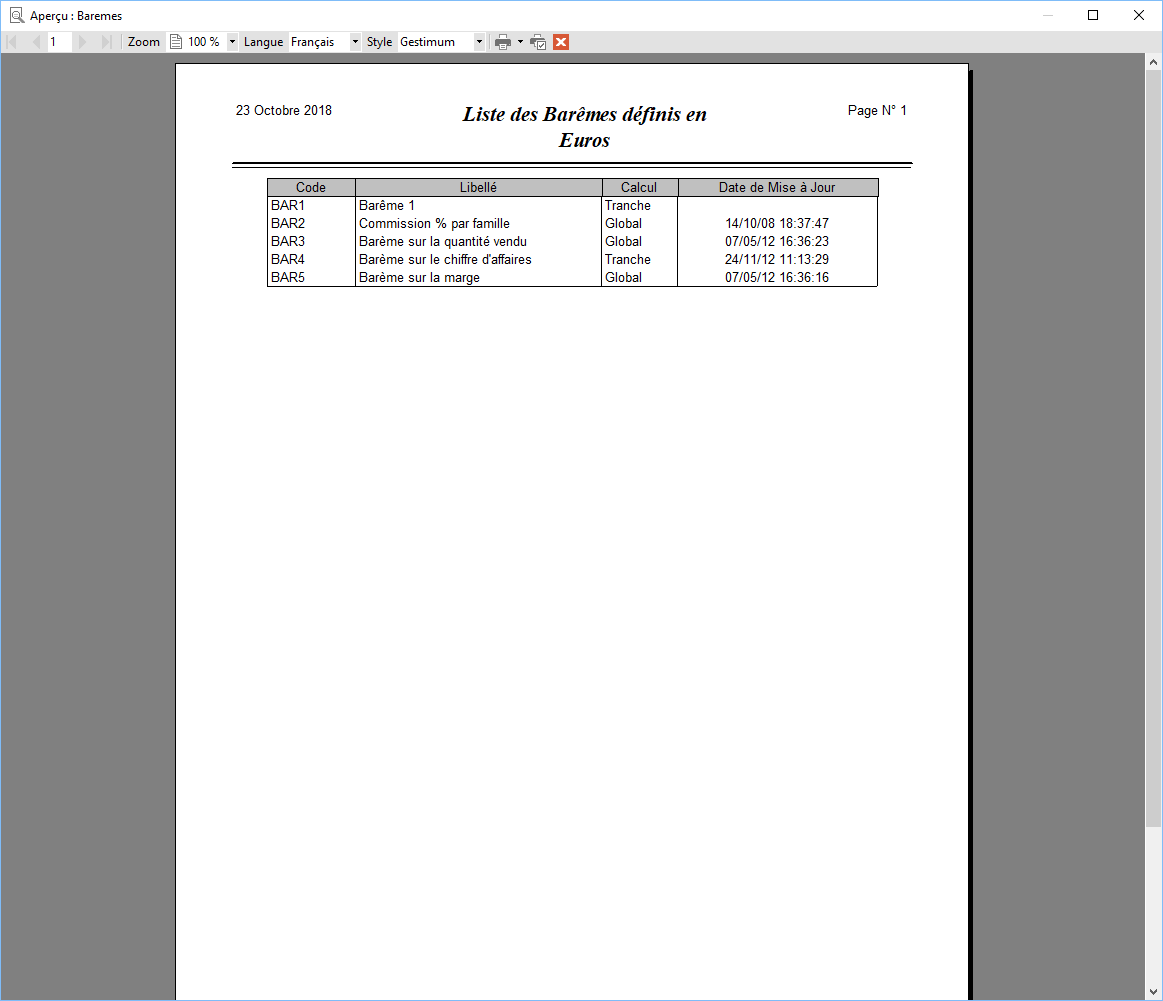 Aperçu : Baremes
1 Zoom 100 % Langue Français Style Gestimum
23 Octobre 2018 Liste des Barêmes définis en Page N° 1
Euros
Code Libellé Calcul Date de Mise à Jour
BAR1 Barême 1 Tranche
BAR2 Commission % par famille Global 14/10/08 18:37:47
BAR3 Barème sur la quantité vendu Global 07/05/12 16:36:23
BAR4 Barème sur le chiffre d'affaires Tranche 24/11/12 11:13:29
BAR5 Barème sur la marge Global 07/05/12 16:36:16